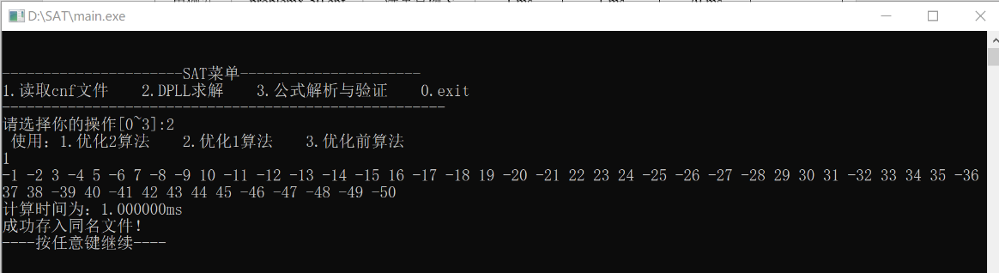 D:\SAT\main.exe
----------------------SAT菜单----------------------
1.读取cnf文件    2.DPLL求解    3.公式解析与验证    0.exit
------------------------------------------------------
请选择你的操作[0~3]:2
 使用：1.优化2算法    2.优化1算法    3.优化前算法
1
-1 -2 3 -4 5 -6 7 -8 -9 10 -11 -12 -13 -14 -15 16 -17 -18 19 -20 -21 22 23 24 -25 -26 -27 -28 29 30 31 -32 33 34 35 -36
37 38 -39 40 -41 42 43 44 45 -46 -47 -48 -49 -50
计算时间为：1.000000ms
成功存入同名文件！
----按任意键继续----